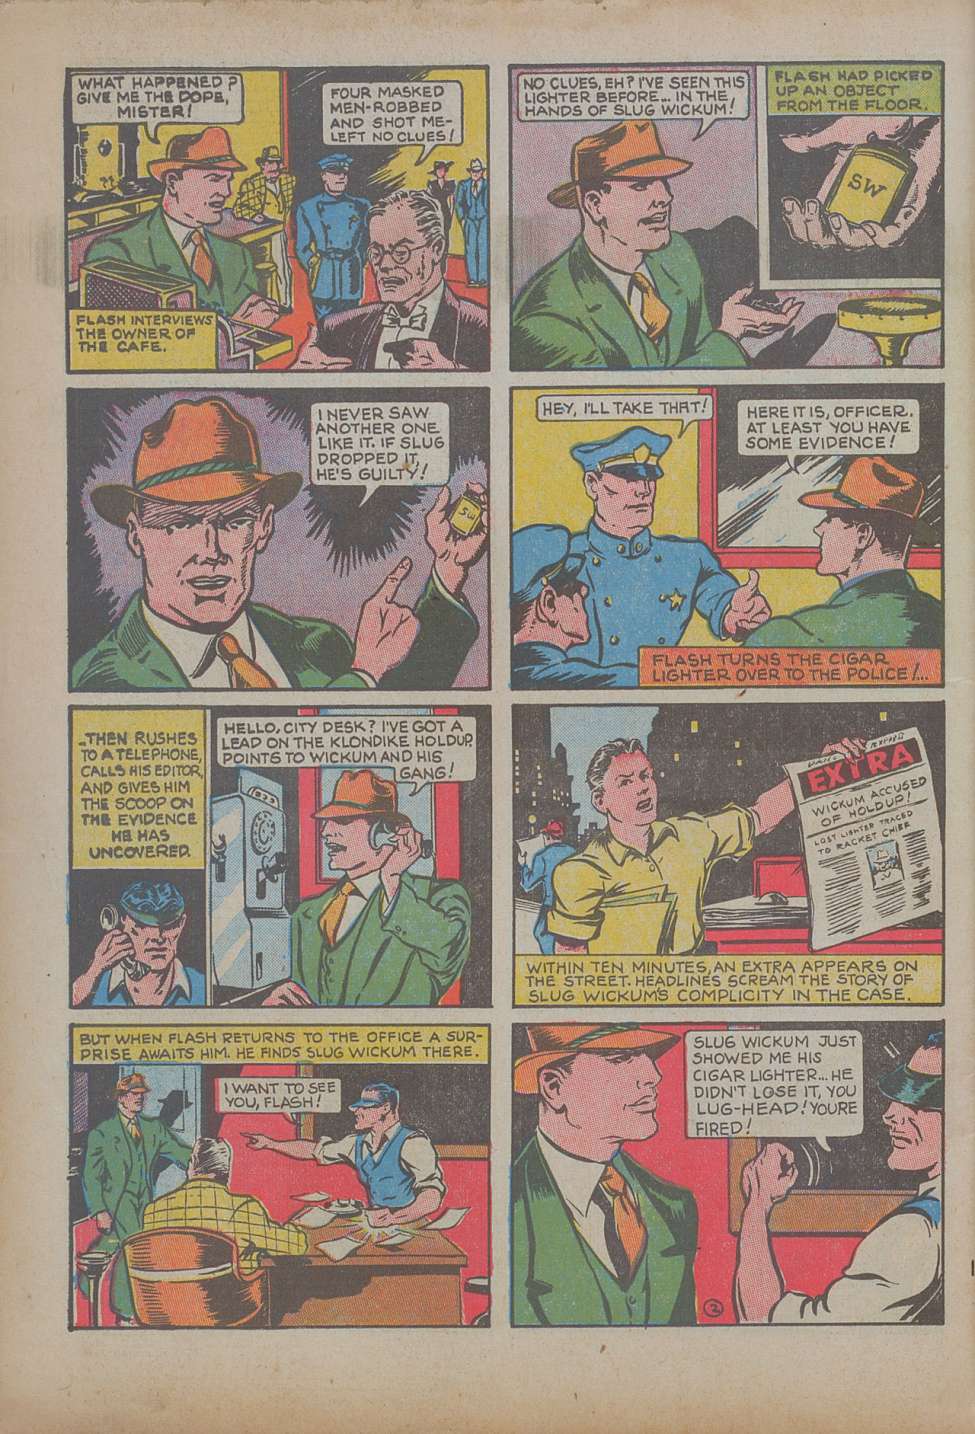 WHAT HAPPENED?
GIVE ME THE DOPE,
MISTER!
FOUR MASKED
MEN-ROBBED
AND SHOT ME-
LEFT NO CLUES!
FLASH INTERVIEWS
THE OWNER OF
THE CAFE.
NO CLUES, EH? I'VE SEEN THIS
LIGHTER BEFORE... IN THE
HANDS OF SLUG WICKUM!
FLASH HAD PICKED
UP AN OBJECT
FROM THE FLOOR.
SW
I NEVER SAW
ANOTHER ONE
LIKE IT. IF SLUG
DROPPED IT,
HE'S GUILTY!
SW
HEY, I'LL TAKE THAT!
HERE IT IS, OFFICER.
AT LEAST YOU HAVE
SOME EVIDENCE!
FLASH TURNS THE CIGAR
LIGHTER OVER TO THE POLICE!...
..THEN RUSHES
TO A TELEPHONE,
CALLS HIS EDITOR,
AND GIVES HIM
THE SCOOP ON
THE EVIDENCE
HE HAS
UNCOVERED.
HELLO, CITY DESK? I'VE GOT A
LEAD ON THE KLONDIKE HOLDUP.
POINTS TO WICKUM AND HIS
GANG!
EXTRA
WICKUM ACCUSED
OF HOLDUP!
LOST LIGHTER TRACED
TO RACKET CHIEF
WITHIN TEN MINUTES, AN EXTRA APPEARS ON
THE STREET. HEADLINES SCREAM THE STORY OF
SLUG WICKUM'S COMPLICITY IN THE CASE.
BUT WHEN FLASH RETURNS TO THE OFFICE A SUR-
PRISE AWAITS HIM. HE FINDS SLUG WICKUM THERE.
I WANT TO SEE
YOU, FLASH!
SLUG WICKUM JUST
SHOWED ME HIS
CIGAR LIGHTER... HE
DIDN'T LOSE IT, YOU
LUG-HEAD! YOU'RE
FIRED!
2